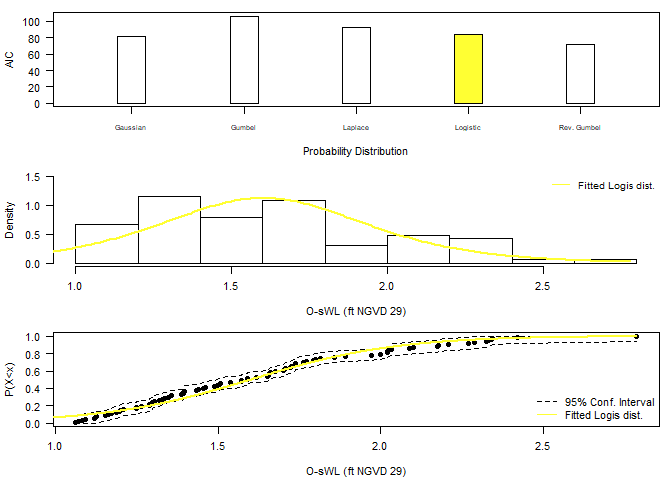 AIC
100
80
60
40
20
0
Gaussian Gumbel Laplace Logistic Rev. Gumbel
Probability Distribution
Density
1.5
1.0
0.5
0.0
Fitted Logis dist.
1.0 1.5 2.0 2.5
O-sWL (ft NGVD 29)
P(X<x)
1.0
0.8
0.6
0.4
0.2
0.0
95% Conf. Interval
Fitted Logis dist.
1.0 1.5 2.0 2.5
O-sWL (ft NGVD 29)